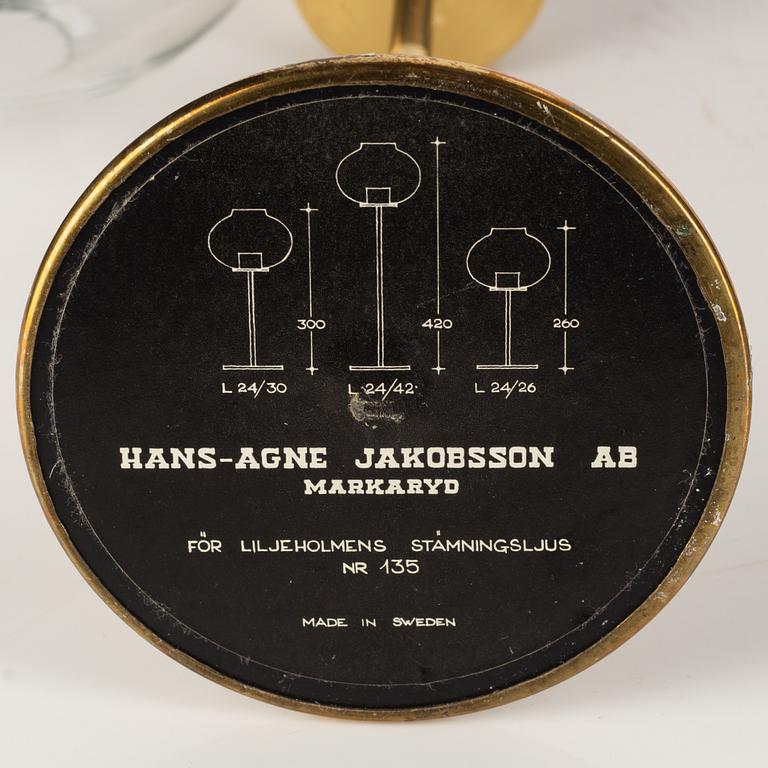 300 420 260
L 24/30 L 24/42 L 24/26
HANS-AGNE JAKOBSSON AB
MARKARYD
FÖR LILJEHOLMENS STÄMNINGSLJUS
NR 135
MADE IN SWEDEN